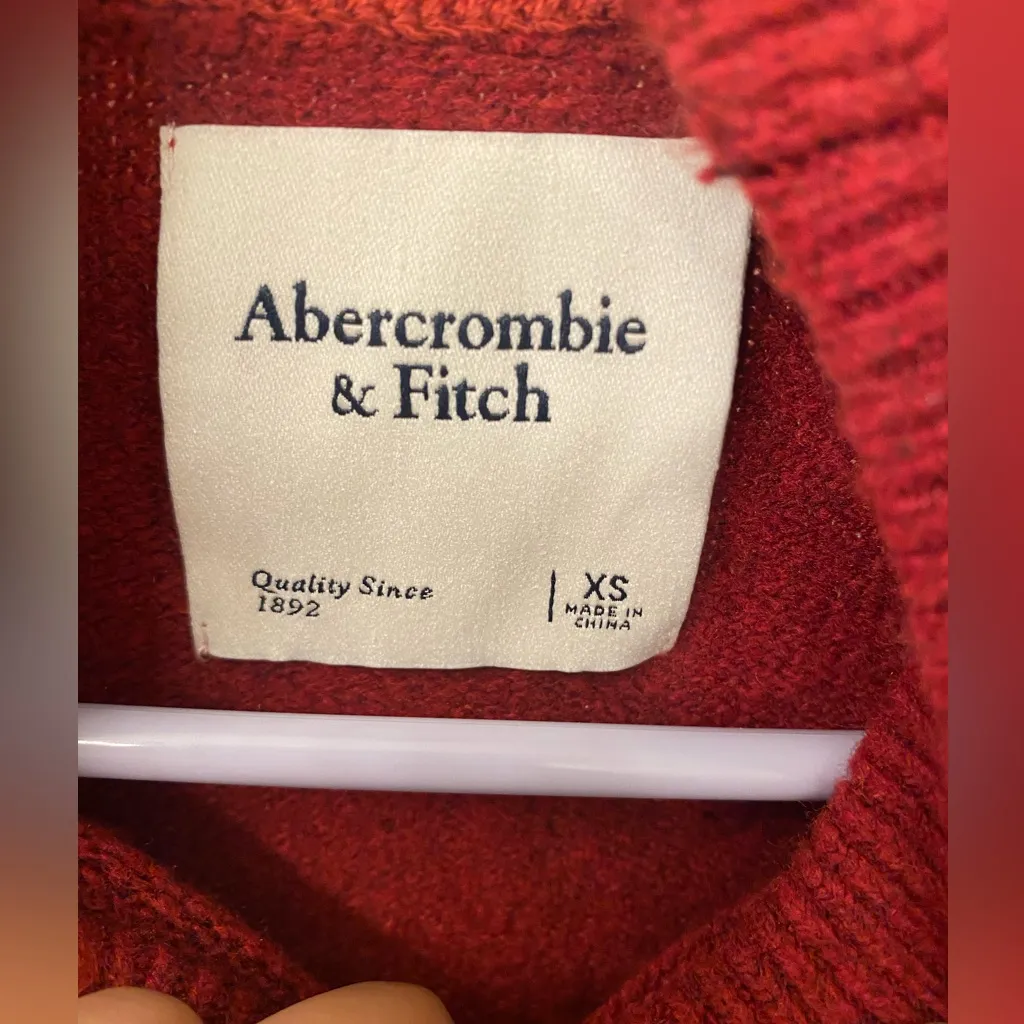 Abercrombie
& Fitch
Quality Since
1892
XS
MADE IN
CHINA